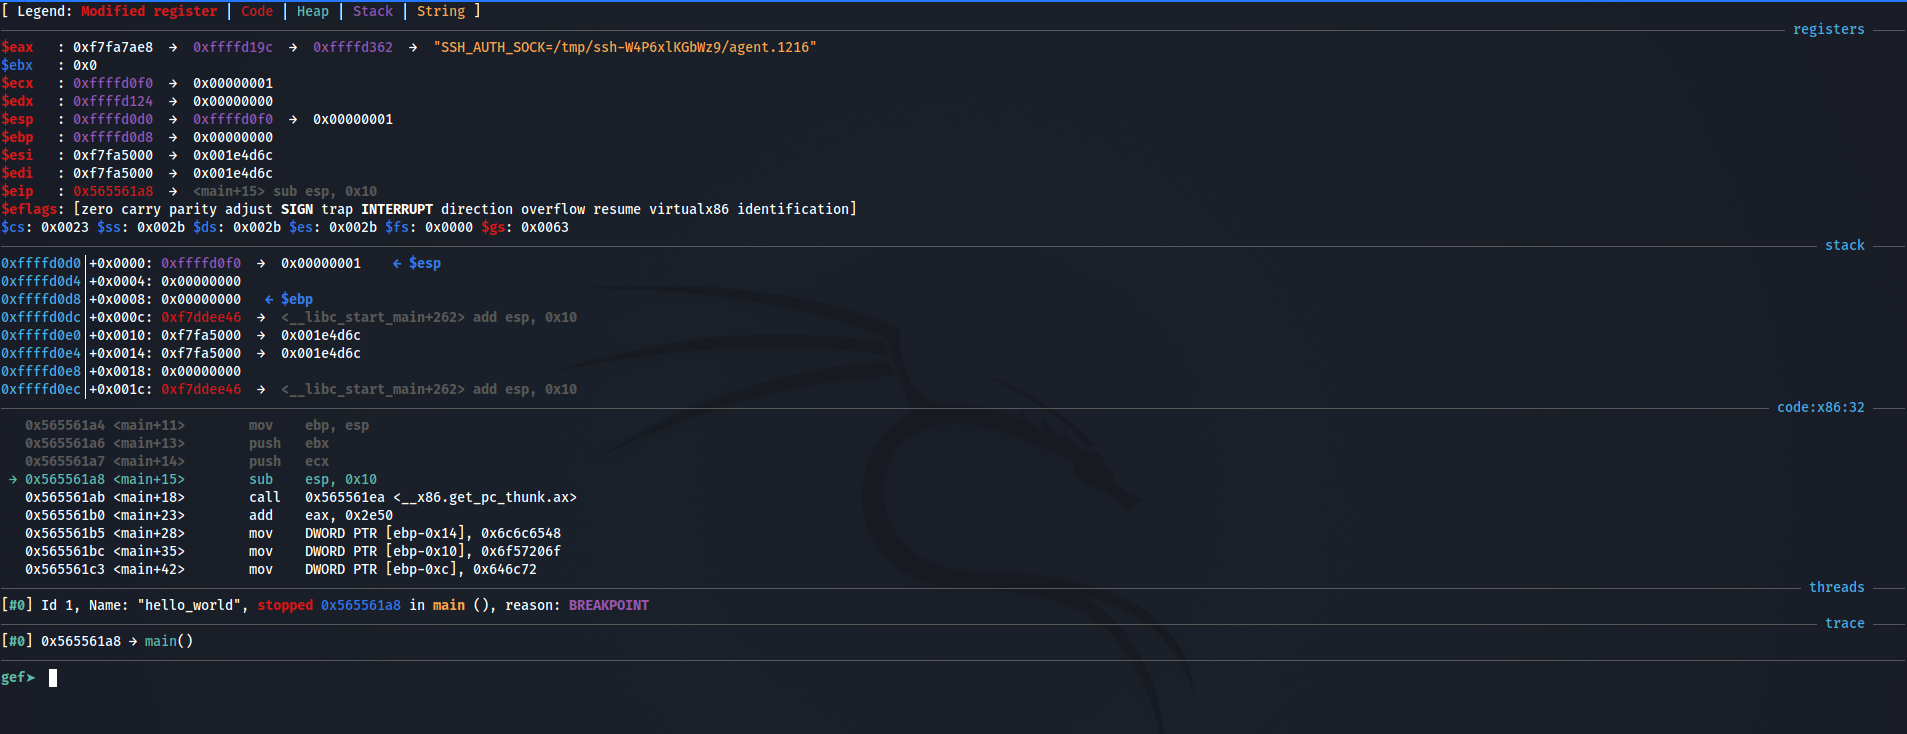 [ Legend: Modified register | Code | Heap | Stack | String ]
registers
$eax   : 0xf7fa7ae8  →  0xffffd19c  →  0xffffd362  →  "SSH_AUTH_SOCK=/tmp/ssh-W4P6xlKGbWz9/agent.1216"
$ebx   : 0x0
$ecx   : 0xffffd0f0  →  0x00000001
$edx   : 0xffffd124  →  0x00000000
$esp   : 0xffffd0d0  →  0xffffd0f0  →  0x00000001
$ebp   : 0xffffd0d8  →  0x00000000
$esi   : 0xf7fa5000  →  0x001e4d6c
$edi   : 0xf7fa5000  →  0x001e4d6c
$eip   : 0x565561a8  →  <main+15> sub esp, 0x10
$eflags: [zero carry parity adjust SIGN trap INTERRUPT direction overflow resume virtualx86 identification]
$cs: 0x0023 $ss: 0x002b $ds: 0x002b $es: 0x002b $fs: 0x0000 $gs: 0x0063
stack
0xffffd0d0│+0x0000: 0xffffd0f0  →  0x00000001    ← $esp
0xffffd0d4│+0x0004: 0x00000000
0xffffd0d8│+0x0008: 0x00000000   ← $ebp
0xffffd0dc│+0x000c: 0xf7ddee46  →  <__libc_start_main+262> add esp, 0x10
0xffffd0e0│+0x0010: 0xf7fa5000  →  0x001e4d6c
0xffffd0e4│+0x0014: 0xf7fa5000  →  0x001e4d6c
0xffffd0e8│+0x0018: 0x00000000
0xffffd0ec│+0x001c: 0xf7ddee46  →  <__libc_start_main+262> add esp, 0x10
code:x86:32
0x565561a4 <main+11>        mov    ebp, esp
0x565561a6 <main+13>        push   ebx
0x565561a7 <main+14>        push   ecx
→ 0x565561a8 <main+15>        sub    esp, 0x10
0x565561ab <main+18>        call   0x565561ea <__x86.get_pc_thunk.ax>
0x565561b0 <main+23>        add    eax, 0x2e50
0x565561b5 <main+28>        mov    DWORD PTR [ebp-0x14], 0x6c6c6548
0x565561bc <main+35>        mov    DWORD PTR [ebp-0x10], 0x6f57206f
0x565561c3 <main+42>        mov    DWORD PTR [ebp-0xc], 0x646c72
threads
[#0] Id 1, Name: "hello_world", stopped 0x565561a8 in main (), reason: BREAKPOINT
trace
[#0] 0x565561a8 → main()
gef➤